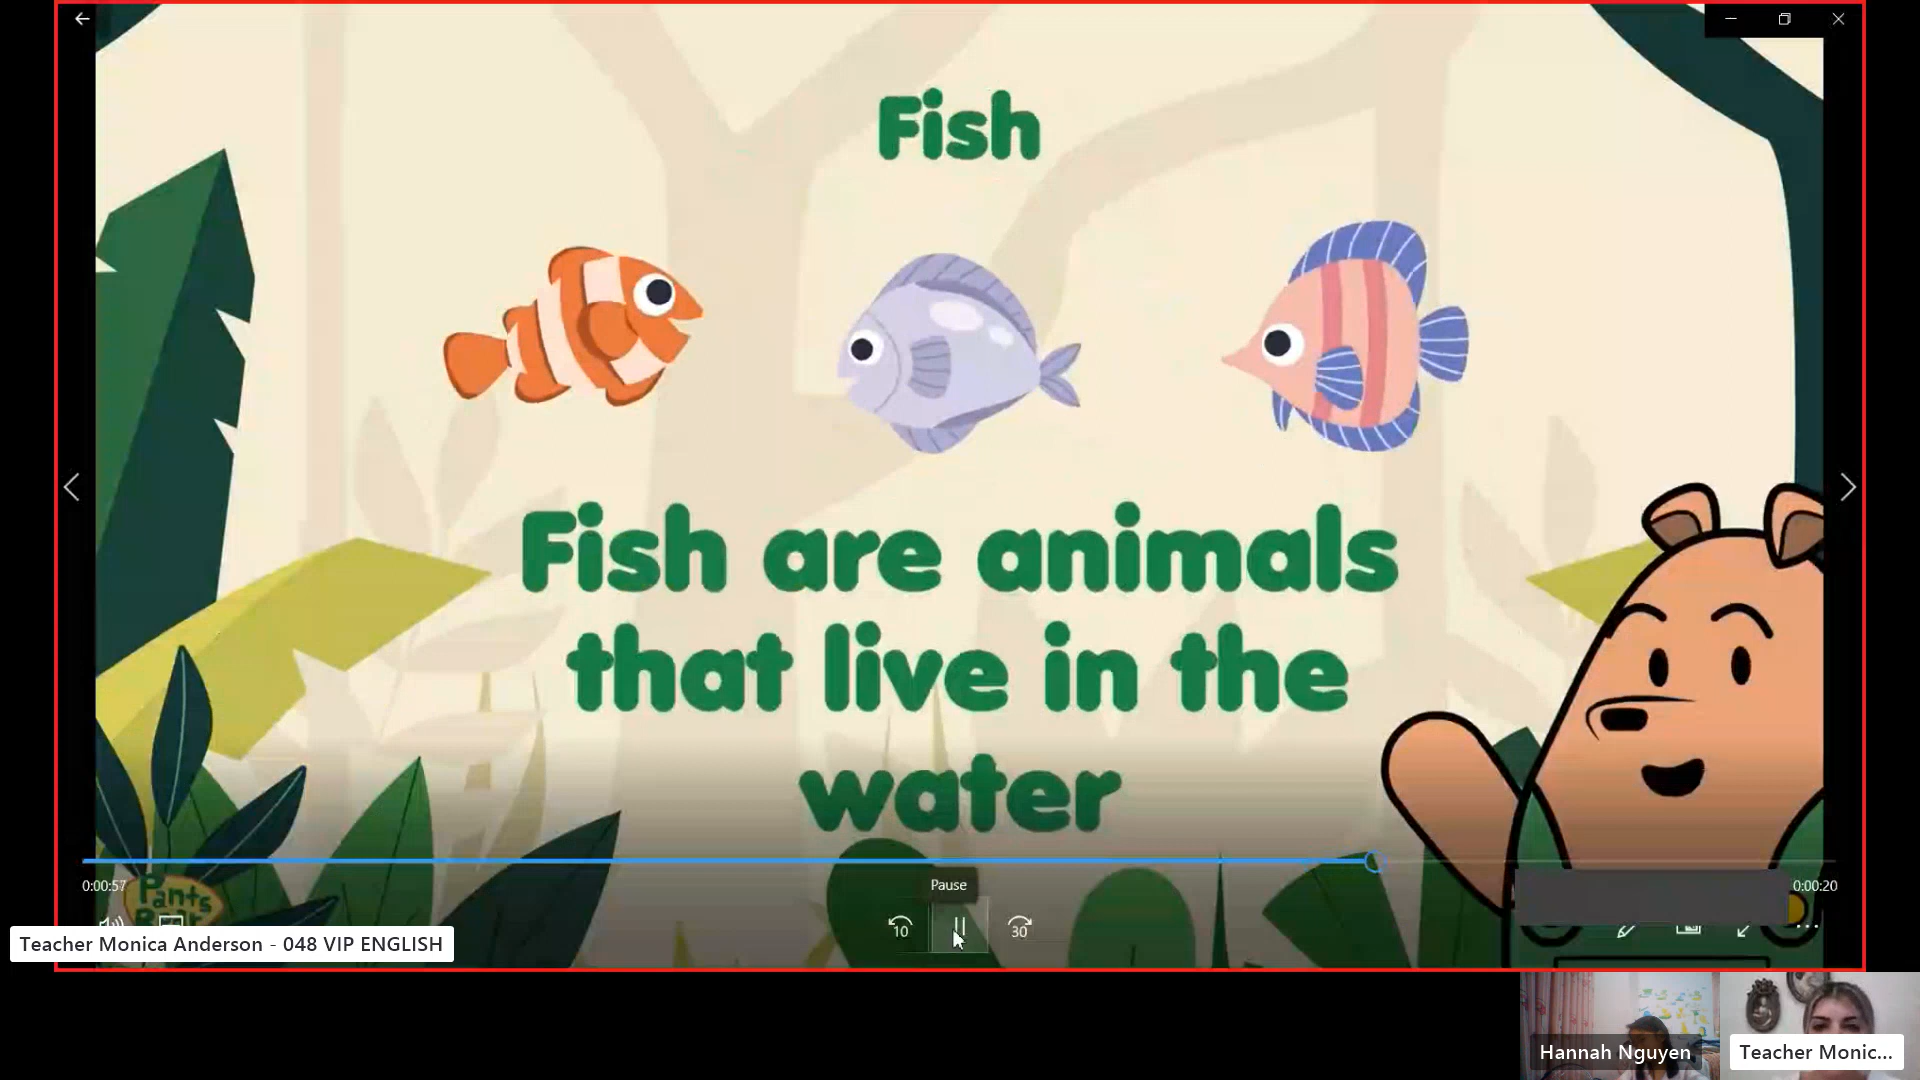 Fish
Fish are animals
that live in the
water
0:00:57
Pause
0:00:20
Pants
10
30
Teacher Monica Anderson - 048 VIP ENGLISH
Hannah Nguyen
Teacher Monic...